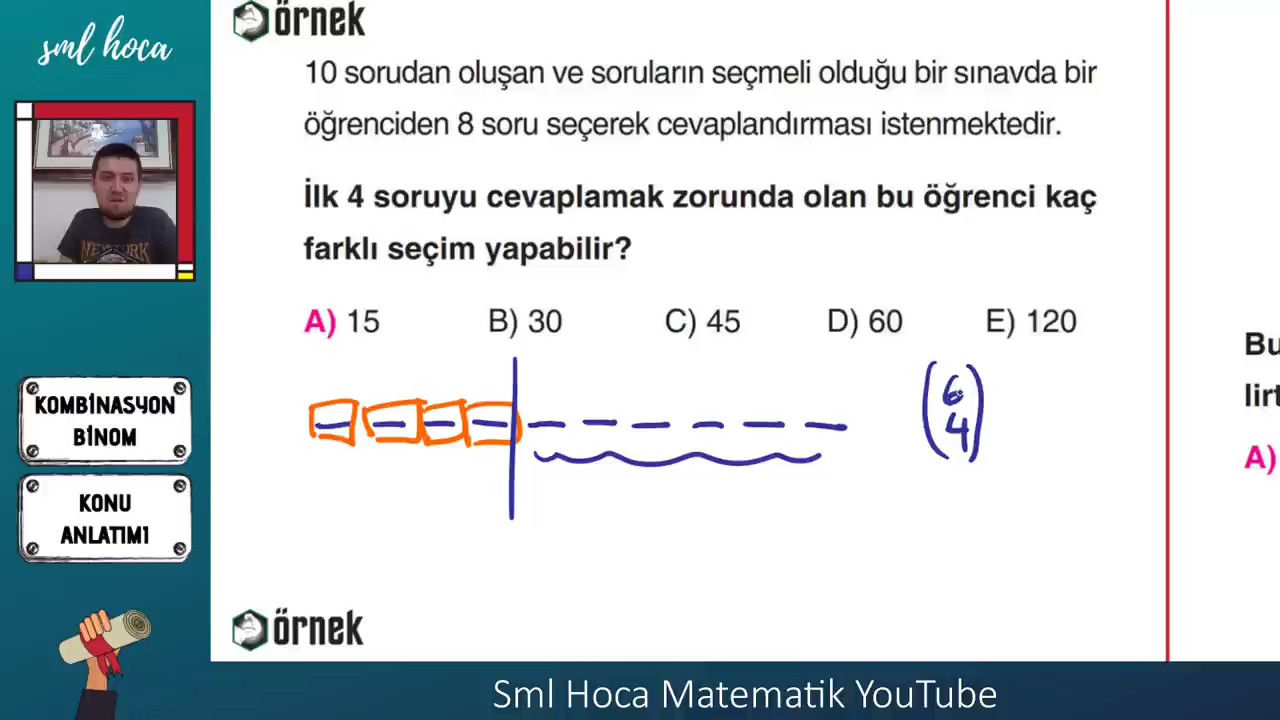 sml hoca
örnek
10 sorudan oluşan ve soruların seçmeli olduğu bir sınavda bir
öğrenciden 8 soru seçerek cevaplandırması istenmektedir.
İlk 4 soruyu cevaplamak zorunda olan bu öğrenci kaç
farklı seçim yapabilir?
A) 15 B) 30 C) 45 D) 60 E) 120
(6
4)
KOMBİNASYON
BİNOM
KONU
ANLATIMI
örnek
Bu
lirt
A)
NEW YORK
Sml Hoca Matematik YouTube